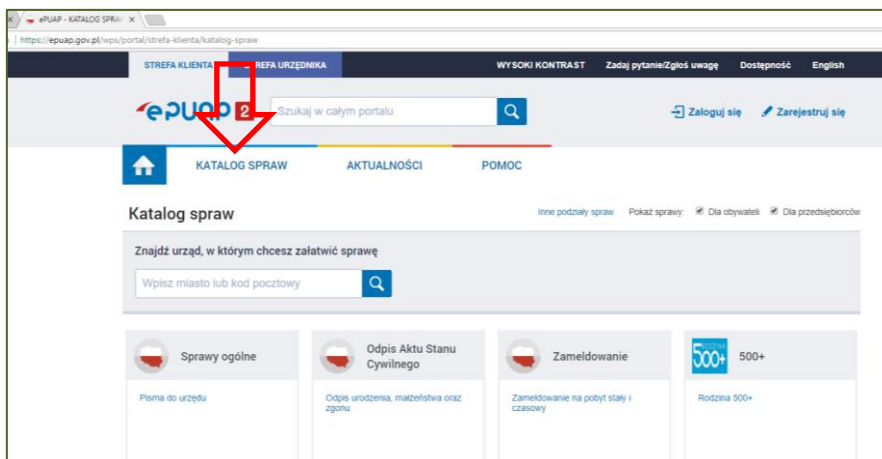 ePUAP - KATALOG SPRA
https://epuap.gov.pl/wps/portal/strefa-klienta/katalog-spraw
STREFA KLIENTA STREFA URZĘDNIKA WYSOKI KONTRAST Zadaj pytanie/Zgłoś uwagę Dostępność English
ePUAP 2 Szukaj w całym portalu Zaloguj się Zarejestruj się
KATALOG SPRAW AKTUALNOŚCI POMOC
Katalog spraw Inne podziały spraw Pokaż sprawy: Dla obywateli Dla przedsiębiorców
Znajdź urząd, w którym chcesz załatwić sprawę
Wpisz miasto lub kod pocztowy
Sprawy ogólne
Pisma do urzędu
Odpis Aktu Stanu
Cywilnego
Odpis urodzenia, małżeństwa oraz
zgonu
Zameldowanie
Zameldowanie na pobyt stały i
czasowy
RODZINA
500+
500+
Rodzina 500+